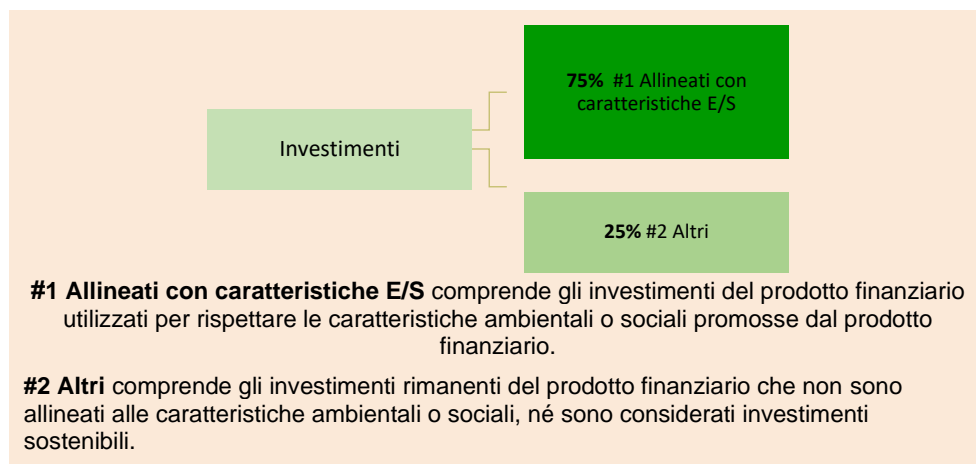 75% #1 Allineati con
caratteristiche E/S
Investimenti
25% #2 Altri
#1 Allineati con caratteristiche E/S comprende gli investimenti del prodotto finanziario
utilizzati per rispettare le caratteristiche ambientali o sociali promosse dal prodotto
finanziario.
#2 Altri comprende gli investimenti rimanenti del prodotto finanziario che non sono
allineati alle caratteristiche ambientali o sociali, né sono considerati investimenti
sostenibili.